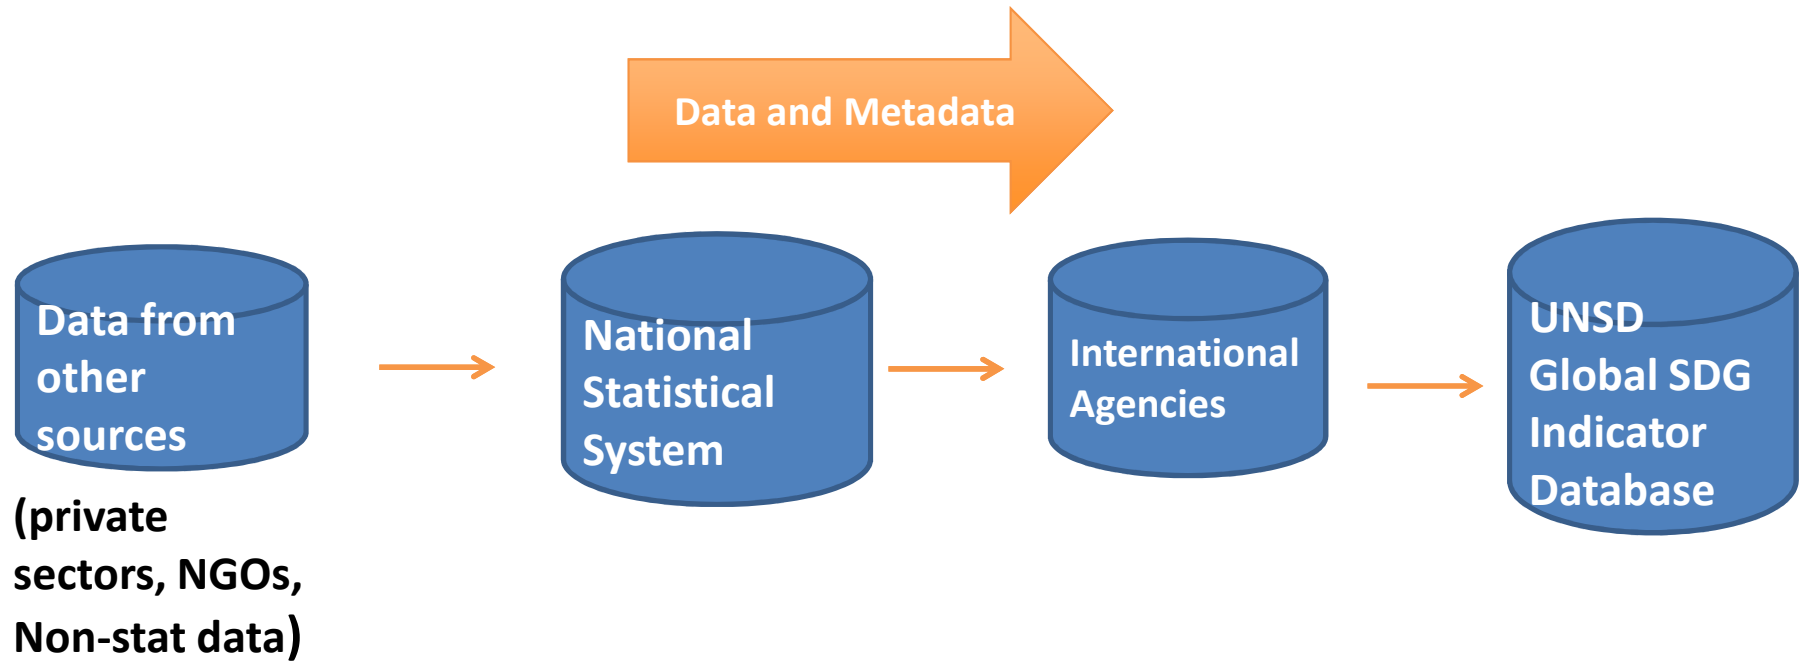 Data and Metadata
Data from
other
sources
(private
sectors, NGOs,
Non-stat data)
National
Statistical
System
International
Agencies
UNSD
Global SDG
Indicator
Database